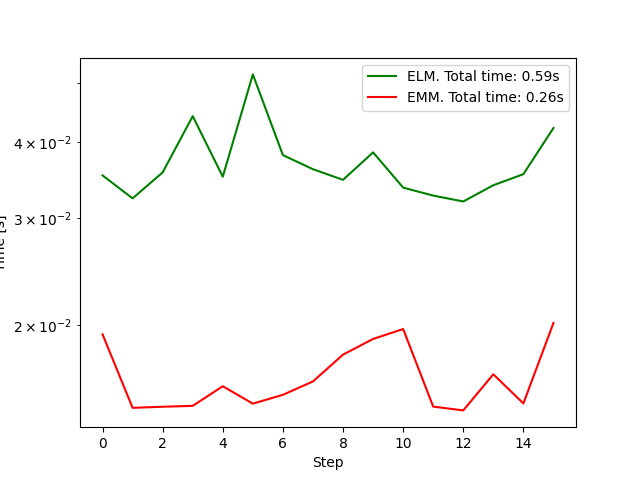 ELM. Total time: 0.59s
EMM. Total time: 0.26s
4 × 10⁻²
3 × 10⁻²
2 × 10⁻²
[s]
0 2 4 6 8 10 12 14
Step